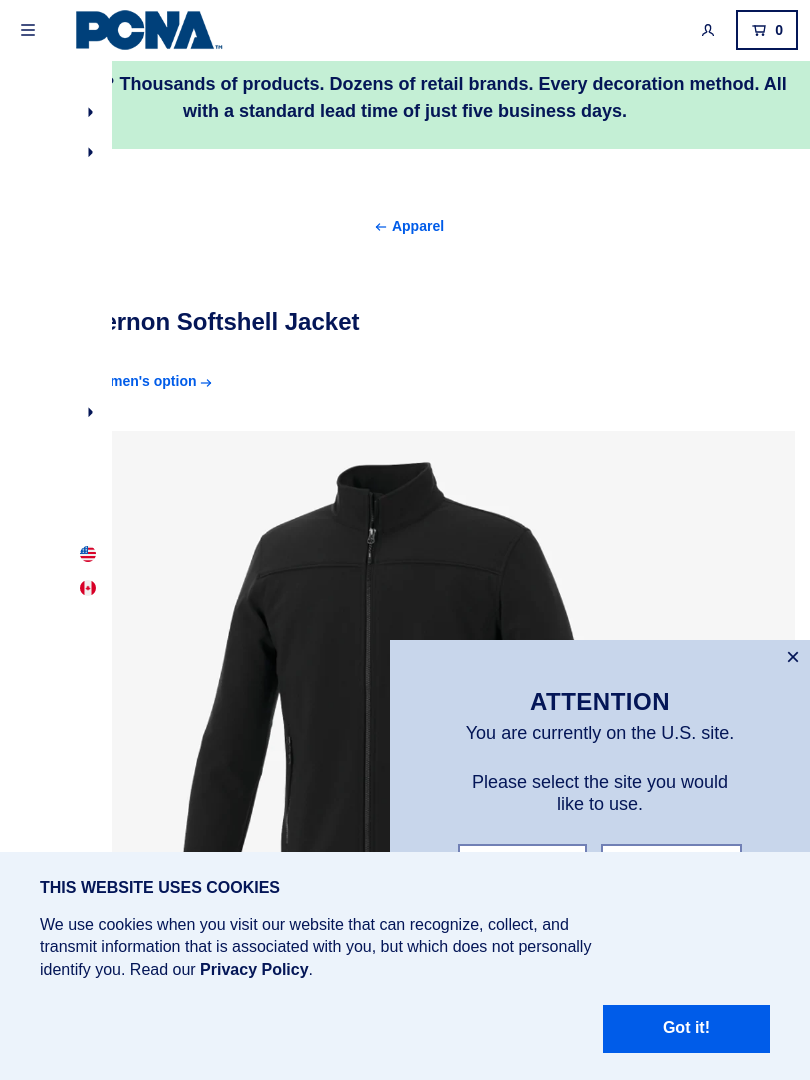 PCNA™
0
? Thousands of products. Dozens of retail brands. Every decoration method. All
with a standard lead time of just five business days.
← Apparel
ernon Softshell Jacket
men's option →
ATTENTION
You are currently on the U.S. site.
Please select the site you would
like to use.
THIS WEBSITE USES COOKIES
We use cookies when you visit our website that can recognize, collect, and
transmit information that is associated with you, but which does not personally
identify you. Read our Privacy Policy.
Got it!